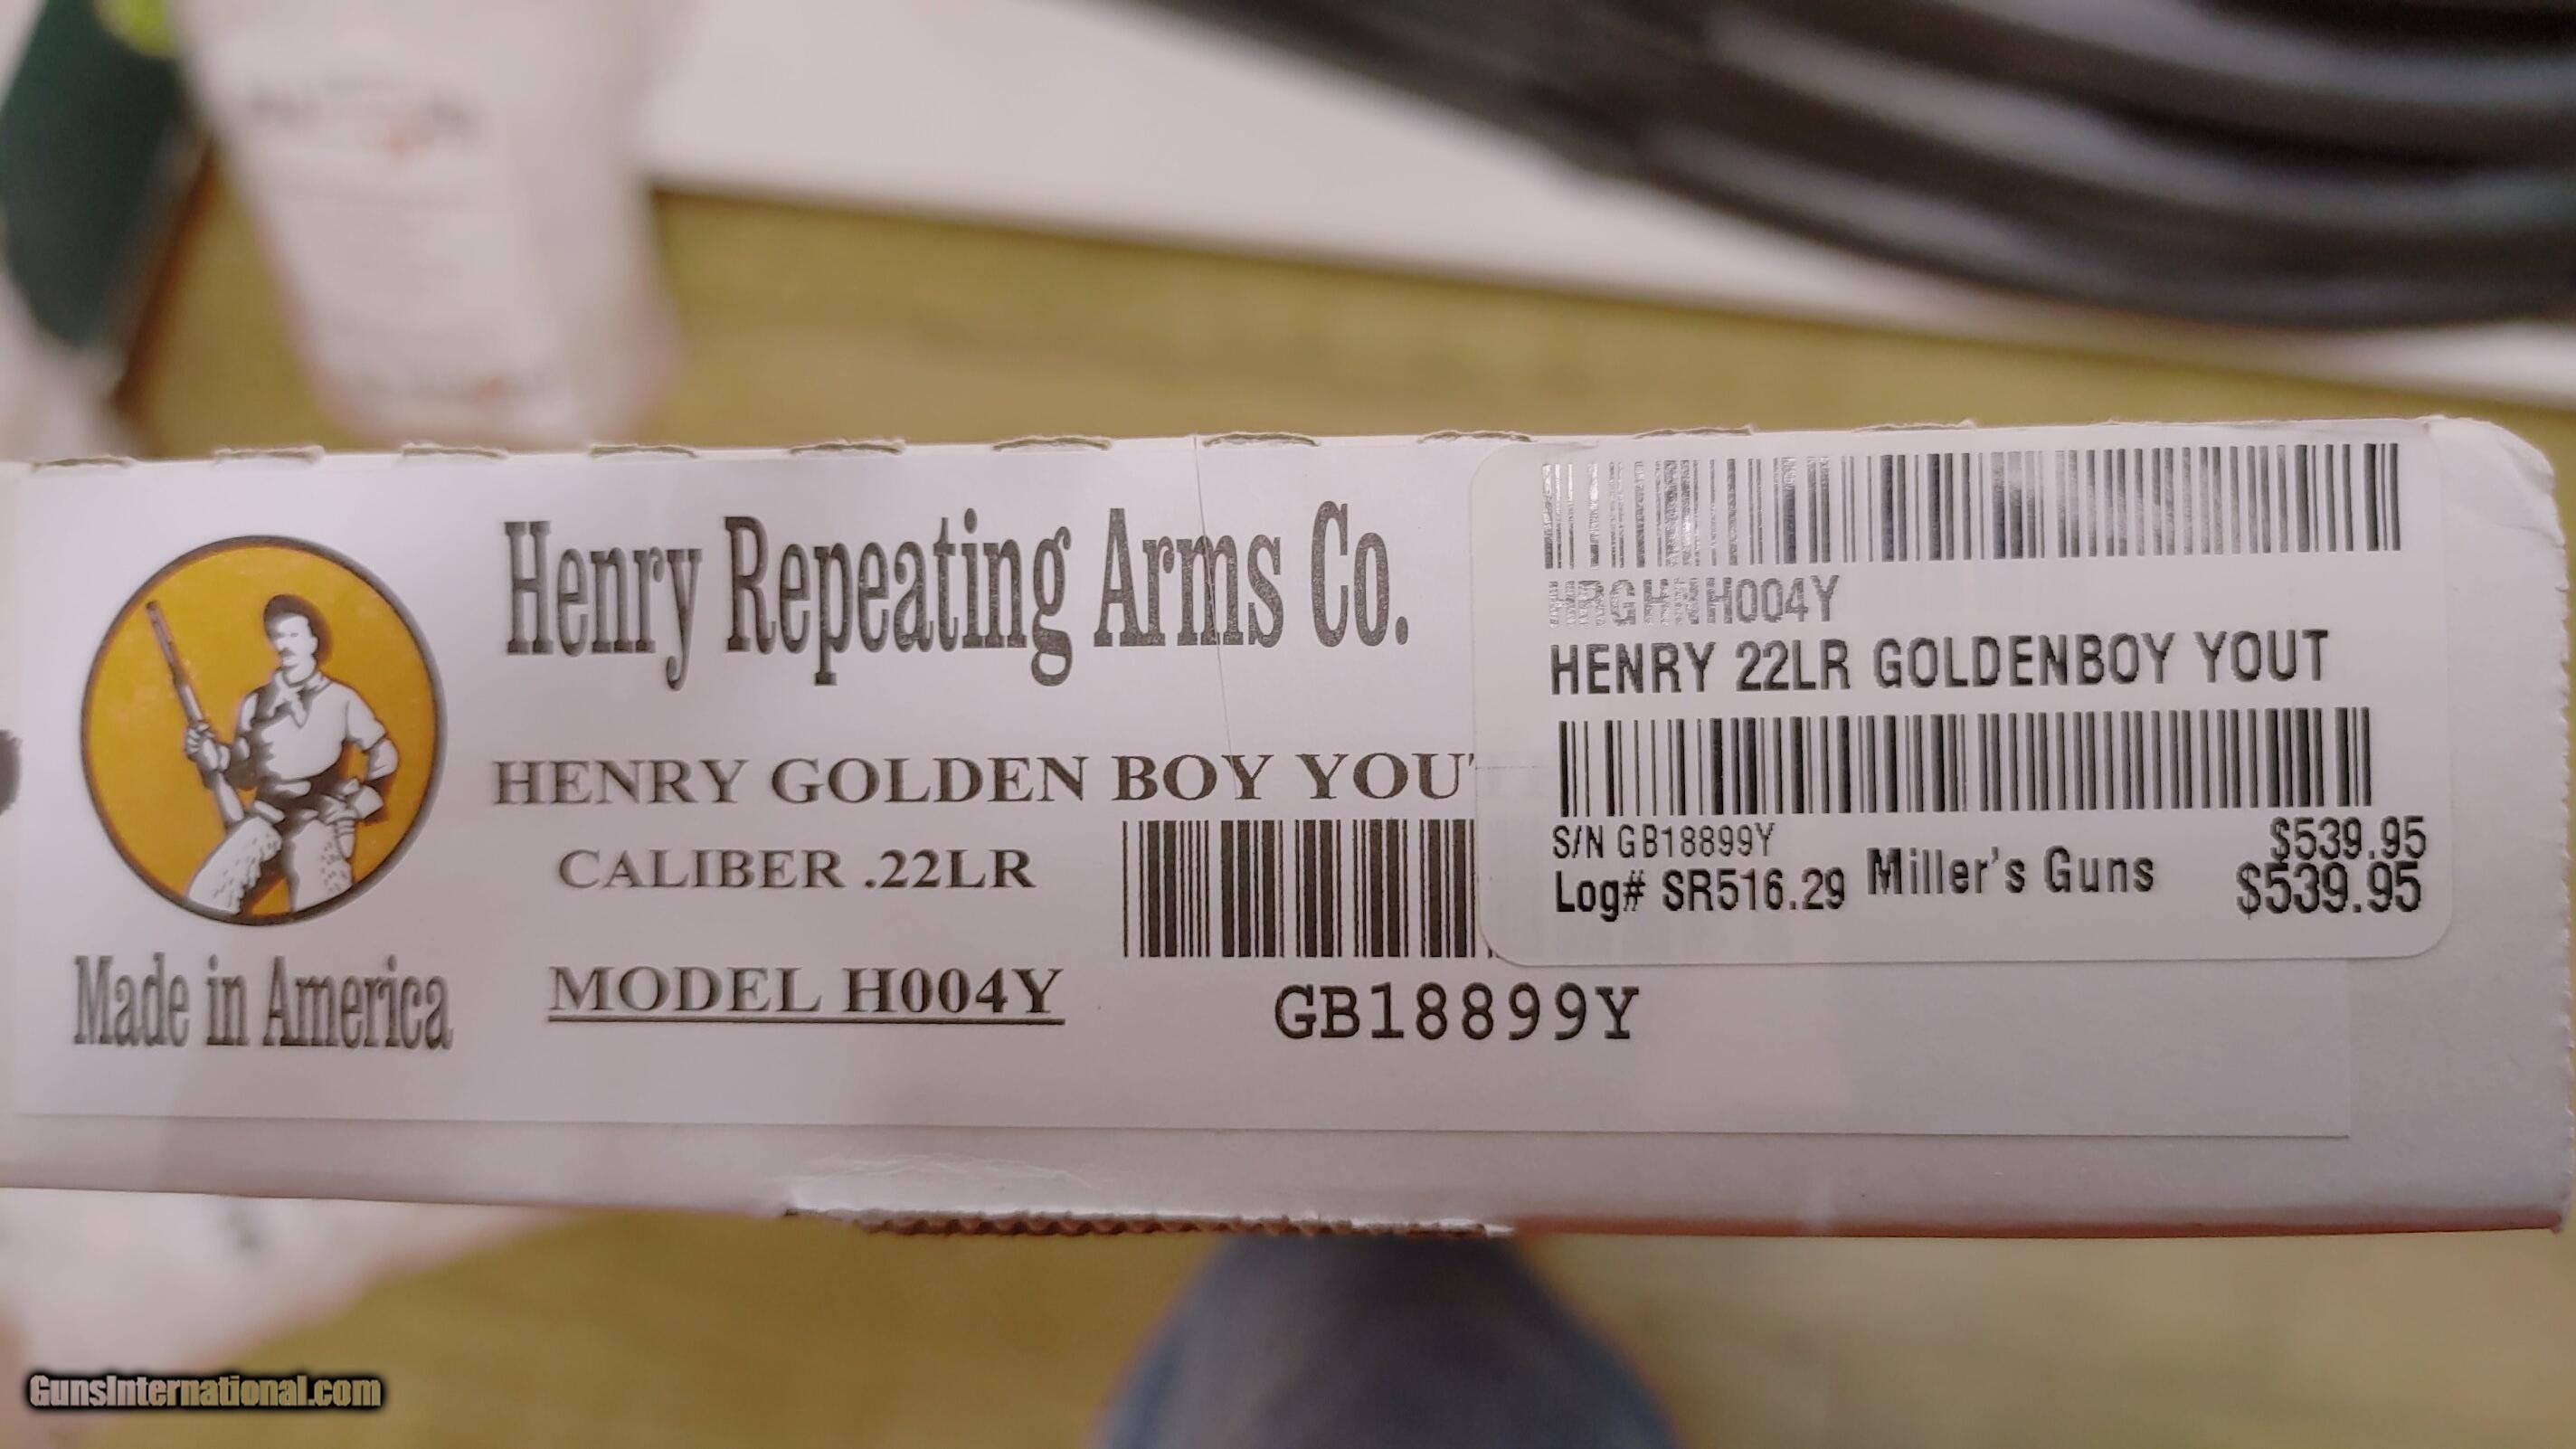 Henry Repeating Arms Co.
HENRY GOLDEN BOY YOU
CALIBER .22LR
MODEL H004Y
GB18899Y
Made in America
H004Y
HENRY 22LR GOLDENBOY YOUT
S/N GB18899Y
$539.95
Log# SR516.29 Miller's Guns
$539.95
GunsInternational.com